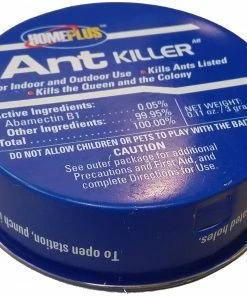 HOMEPLUS
Ant KILLER AB
For Indoor and Outdoor Use • Kills Ants Listed
• Kills the Queen and the Colony
Active Ingredients: NET WEIGHT:
Abamectin B1 0.05% 0.11 oz. / 3 g
Other Ingredients: 99.95%
Total 100.00%
DO NOT ALLOW CHILDREN OR PETS TO PLAY WITH THE
CAUTION
See outer package for additional
Precautions and First Aid, and
complete Directions for Use.
To open station, punch
holes.